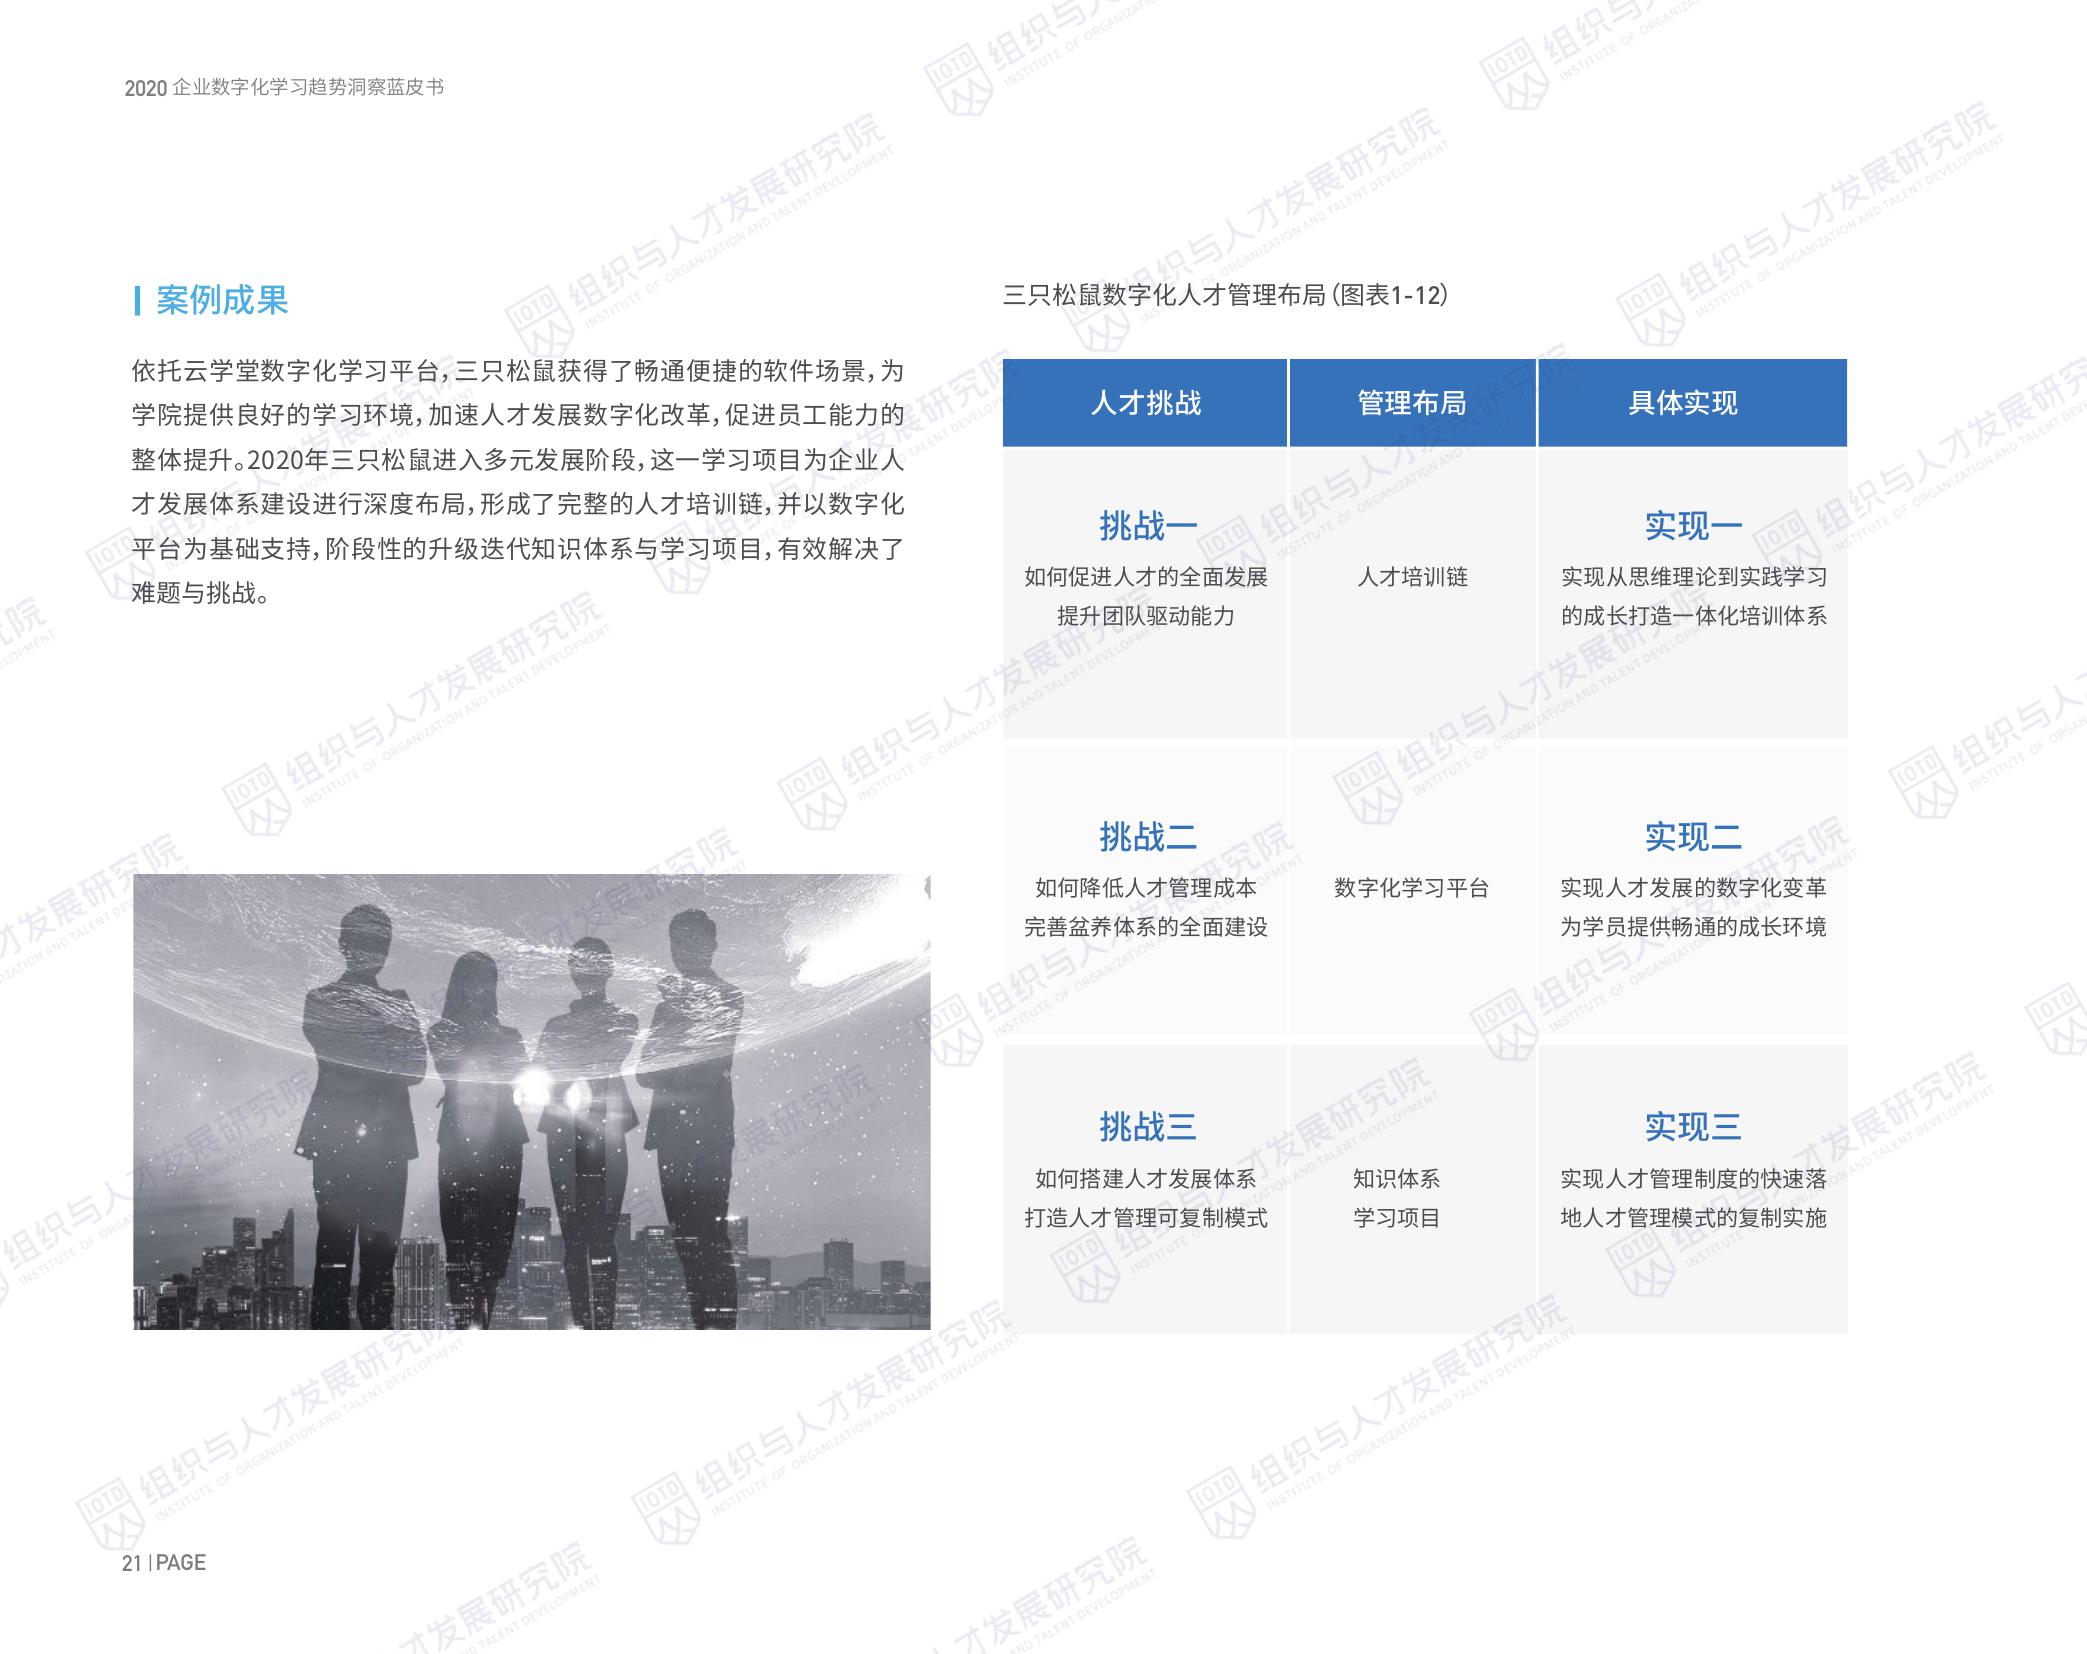 2020 企业数字化学习趋势洞察蓝皮书
案例成果
依托云学堂数字化学习平台，三只松鼠获得了畅通便捷的软件场景，为
学院提供良好的学习环境，加速人才发展数字化改革，促进员工能力的
整体提升。2020年三只松鼠进入多元发展阶段，这一学习项目为企业人
才发展体系建设进行深度布局，形成了完整的人才培训链，并以数字化
平台为基础支持，阶段性的升级迭代知识体系与学习项目，有效解决了
难题与挑战。
三只松鼠数字化人才管理布局（图表1-12）
人才挑战 管理布局 具体实现
挑战一
如何促进人才的全面发展
提升团队驱动能力
人才培训链
实现一
实现从思维理论到实践学习
的成长打造一体化培训体系
挑战二
如何降低人才管理成本
完善盆养体系的全面建设
数字化学习平台
实现二
实现人才发展的数字化变革
为学员提供畅通的成长环境
挑战三
如何搭建人才发展体系
打造人才管理可复制模式
知识体系
学习项目
实现三
实现人才管理制度的快速落
地人才管理模式的复制实施
21 | PAGE
IOTD
组织与人才发展研究院
INSTITUTE OF ORGANIZATION AND TALENT DEVELOPMENT